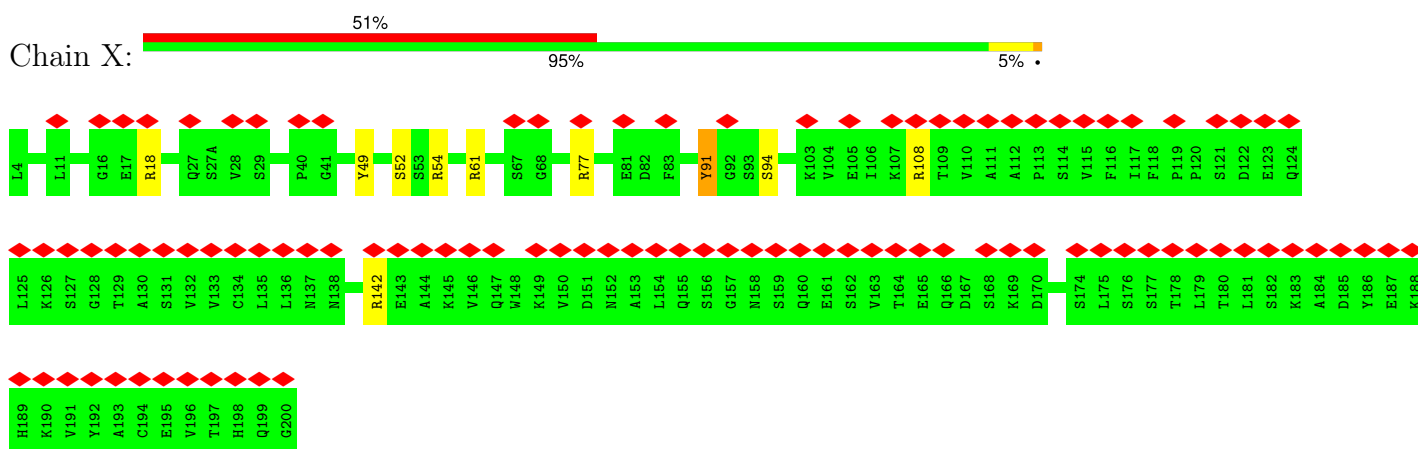 51%
Chain X:
95% 5% •
L4 L11 G16 E17 R18 Q27 S27A V28 S29 P40 G41 Y49 S52 S53 R54 R61 S67 G68 R77 E81 D82 F83 Y91 G92 S93 S94 K103 V104 E105 I106 K107 R108 T109 V110 A111 A112 P113 S114 V115 F116 I117 F118 P119 P120 S121 D122 E123 Q124
L125 K126 S127 G128 T129 A130 S131 V132 V133 C134 L135 L136 N137 N138 R142 E143 A144 K145 V146 Q147 W148 K149 V150 D151 N152 A153 L154 Q155 S156 G157 N158 S159 Q160 E161 S162 V163 T164 E165 Q166 D167 S168 K169 D170 S174 L175 S176 S177 T178 L179 T180 L181 S182 K183 A184 D185 Y186 E187 K188
H189 K190 V191 Y192 A193 C194 E195 V196 T197 H198 Q199 G200